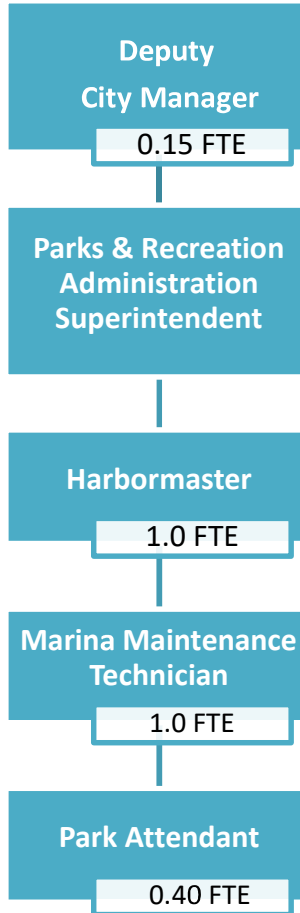 Deputy
City Manager
0.15 FTE
Parks & Recreation
Administration
Superintendent
Harbormaster
1.0 FTE
Marina Maintenance
Technician
1.0 FTE
Park Attendant
0.40 FTE